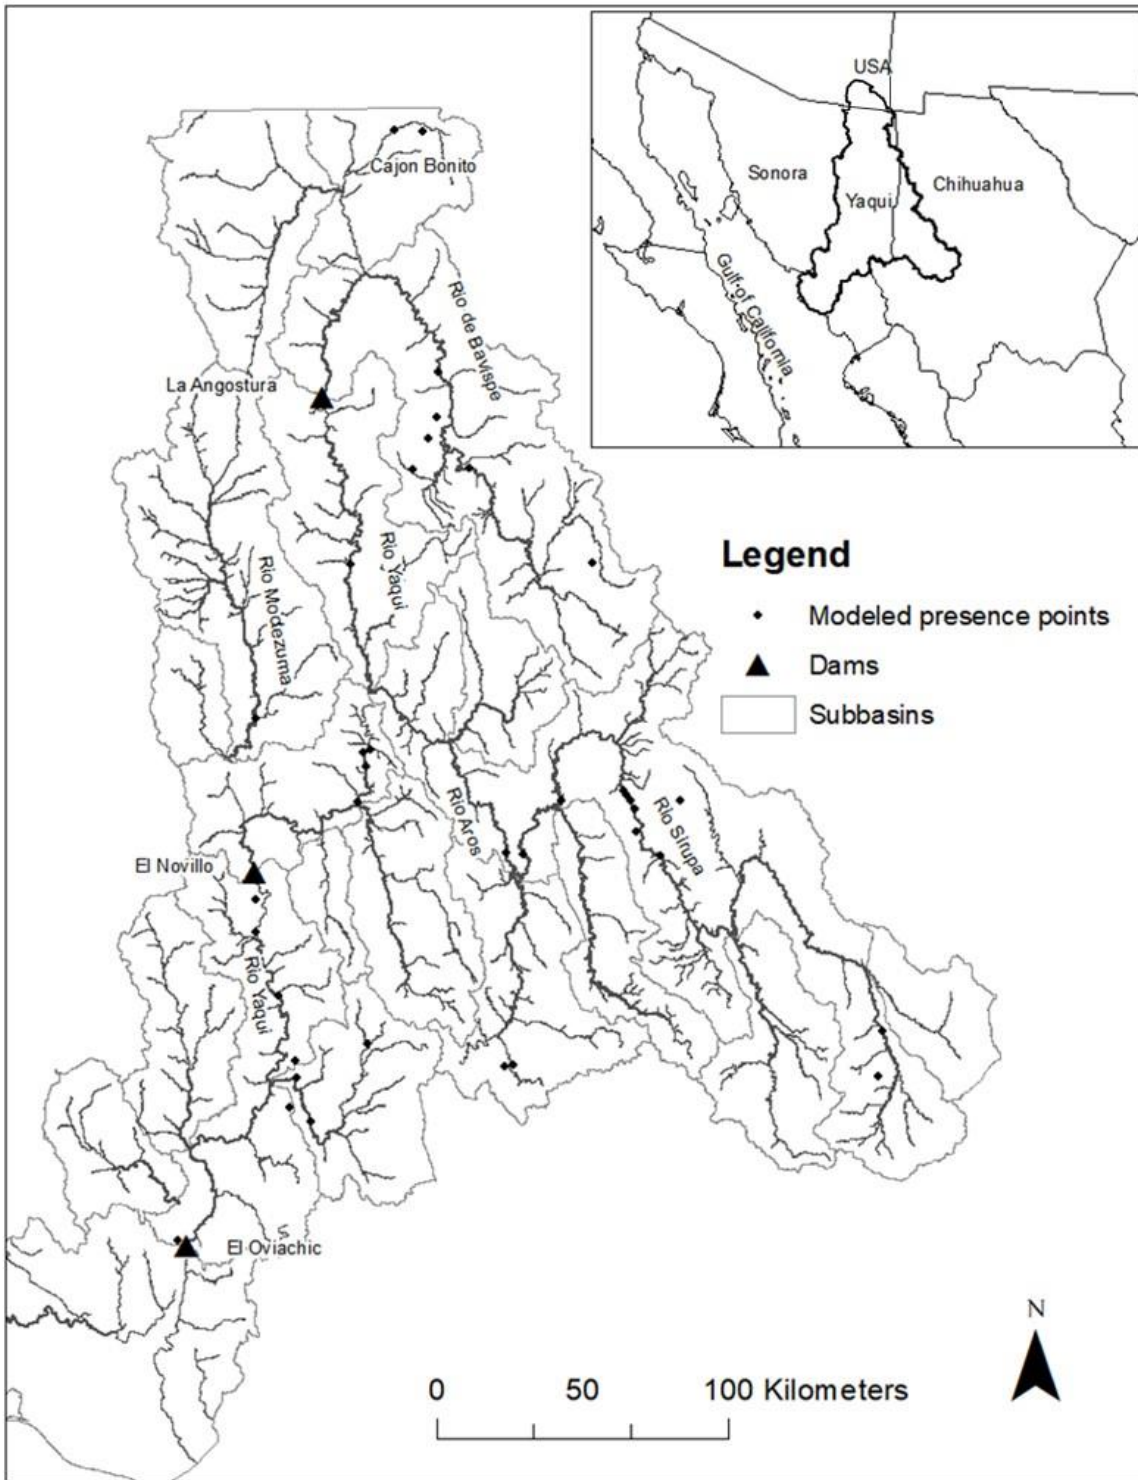 USA
Sonora
Chihuahua
Yaqui
Gulf of California
Cajon Bonito
Rio de Bavispe
La Angostura
Rio Yaqui
Rio Modezuma
Legend
Modeled presence points
Dams
Subbasins
Rio Aros
Rio Sirupa
El Novillo
Rio Yaqui
El Oviachic
N
0 50 100 Kilometers